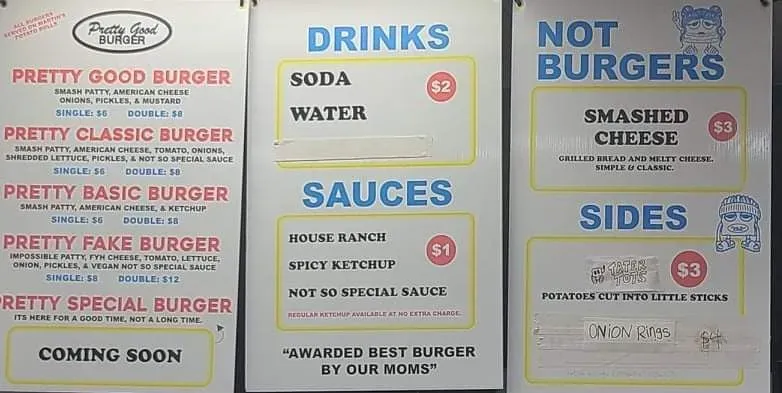 ALL BURGERS
SERVED ON MARTIN'S
POTATO ROLLS
Pretty Good
BURGER
PRETTY GOOD BURGER
SMASH PATTY, AMERICAN CHEESE
ONIONS, PICKLES, & MUSTARD
SINGLE: $6 DOUBLE: $8
PRETTY CLASSIC BURGER
SMASH PATTY, AMERICAN CHEESE, TOMATO, ONIONS,
SHREDDED LETTUCE, PICKLES, & NOT SO SPECIAL SAUCE
SINGLE: $6 DOUBLE: $8
PRETTY BASIC BURGER
SMASH PATTY, AMERICAN CHEESE, & KETCHUP
SINGLE: $6 DOUBLE: $8
PRETTY FAKE BURGER
IMPOSSIBLE PATTY, FYH CHEESE, TOMATO, LETTUCE,
ONION, PICKLES, & VEGAN NOT SO SPECIAL SAUCE
SINGLE: $8 DOUBLE: $12
PRETTY SPECIAL BURGER
ITS HERE FOR A GOOD TIME, NOT A LONG TIME.
COMING SOON
DRINKS
SODA
$2
WATER
SAUCES
HOUSE RANCH
$1
SPICY KETCHUP
NOT SO SPECIAL SAUCE
REGULAR KETCHUP AVAILABLE AT NO EXTRA CHARGE.
"AWARDED BEST BURGER
BY OUR MOMS"
NOT
BURGERS
SMASHED
CHEESE
$3
GRILLED BREAD AND MELTY CHEESE.
SIMPLE & CLASSIC.
SIDES
TATER
TOTS
$3
POTATOES CUT INTO LITTLE STICKS
ONION Rings
$4